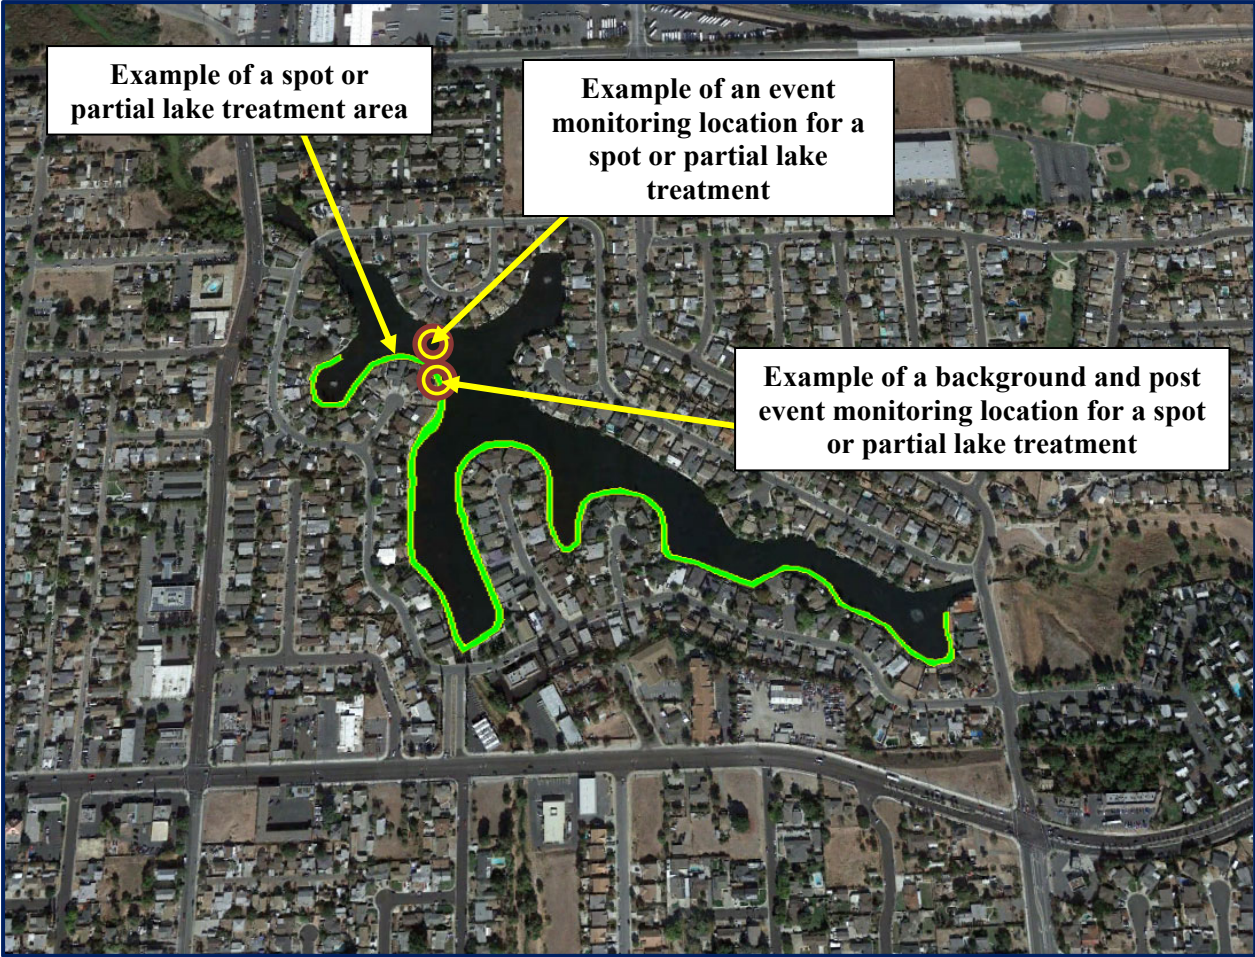 Example of a spot or
partial lake treatment area
Example of an event
monitoring location for a
spot or partial lake
treatment
Example of a background and post
event monitoring location for a spot
or partial lake treatment